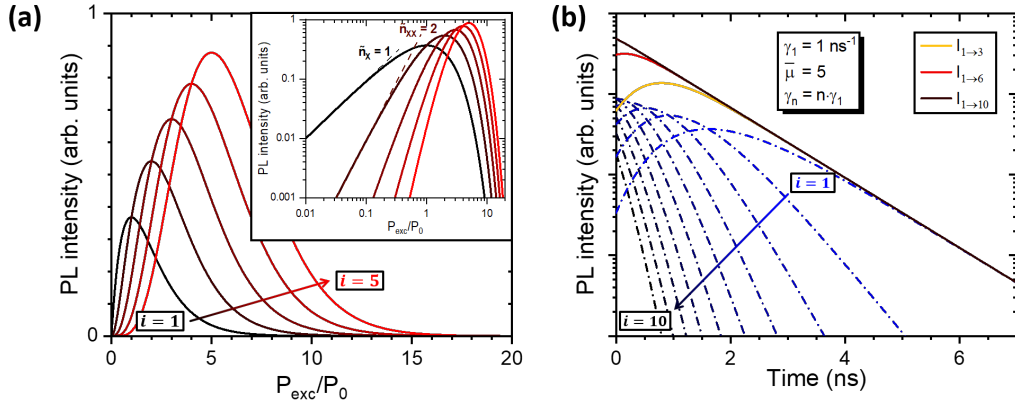 (a)
PL intensity (arb. units)
1
0
0 5 10 15 20
P_exc/P_0
i = 1
i = 5
PL intensity (arb. units)
1
0.1
0.01
0.001
0.01 0.1 1 10
P_exc/P_0
ñ_X = 1
ñ_XX = 2
(b)
PL intensity (arb. units)
0 2 4 6
Time (ns)
γ_1 = 1 ns^-1
μ̅ = 5
γ_n = n·γ_1
I_1→3
I_1→6
I_1→10
i = 1
i = 10